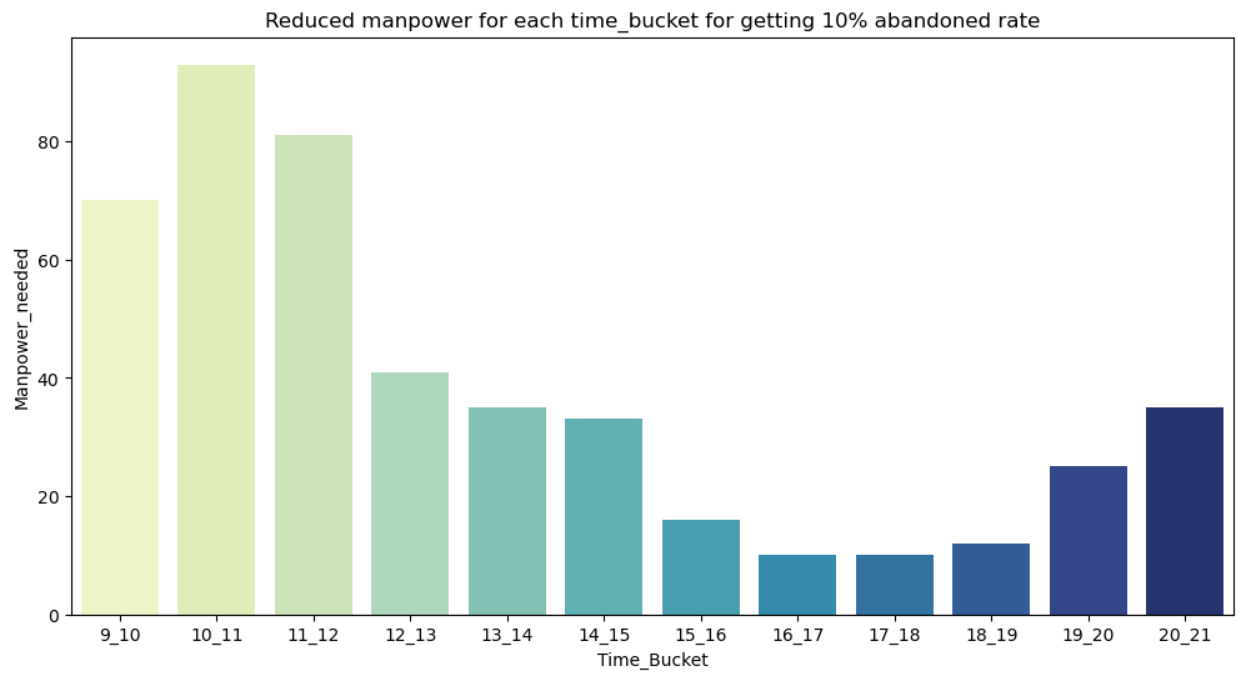 Reduced manpower for each time_bucket for getting 10% abandoned rate
Manpower_needed
80
60
40
20
0
9_10 10_11 11_12 12_13 13_14 14_15 15_16 16_17 17_18 18_19 19_20 20_21
Time_Bucket